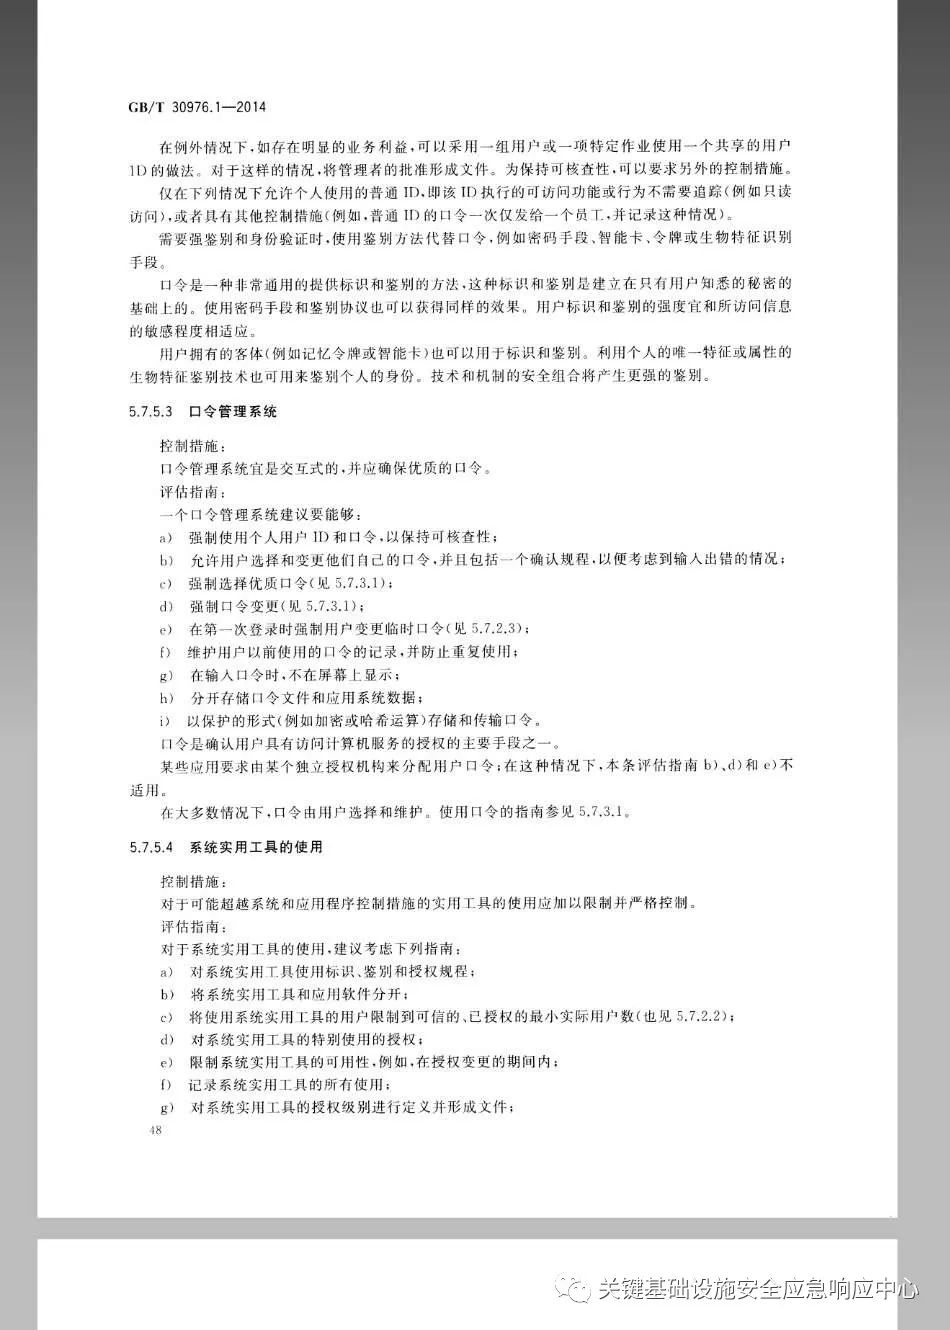 GB/T 30976.1—2014
在例外情况下,如存在明显的业务利益,可以采用一组用户或一项特定作业使用一个共享的用户
ID的做法。对于这样的情况,将管理者的批准形成文件。为保持可核查性,可以要求另外的控制措施。
仅在下列情况下允许个人使用的普通ID,即该ID执行的可访问功能或行为不需要追踪(例如只读
访问),或者具有其他控制措施(例如,普通ID的口令一次仅发给一个员工,并记录这种情况)。
需要强鉴别和身份验证时,使用鉴别方法代替口令,例如密码手段、智能卡、令牌或生物特征识别
手段。
口令是一种非常通用的提供标识和鉴别的方法,这种标识和鉴别是建立在只有用户知悉的秘密的
基础上的。使用密码手段和鉴别协议也可以获得同样的效果。用户标识和鉴别的强度宜和所访问信息
的敏感程度相适应。
用户拥有的客体(例如记忆令牌或智能卡)也可以用于标识和鉴别。利用个人的唯一特征或属性的
生物特征鉴别技术也可用来鉴别个人的身份。技术和机制的安全组合将产生更强的鉴别。
5.7.5.3 口令管理系统
控制措施:
口令管理系统宜是交互式的,并应确保优质的口令。
评估指南:
一个口令管理系统建议要能够:
a) 强制使用个人用户ID和口令,以保持可核查性;
b) 允许用户选择和变更他们自己的口令,并且包括一个确认规程,以便考虑到输入出错的情况;
c) 强制选择优质口令(见5.7.3.1);
d) 强制口令变更(见5.7.3.1);
e) 在第一次登录时强制用户变更临时口令(见5.7.2.3);
f) 维护用户以前使用的口令的记录,并防止重复使用;
g) 在输入口令时,不在屏幕上显示;
h) 分开存储口令文件和应用系统数据;
i) 以保护的形式(例如加密或哈希运算)存储和传输口令。
口令是确认用户具有访问计算机服务的授权的主要手段之一。
某些应用要求由某个独立授权机构来分配用户口令;在这种情况下,本条评估指南b)、d)和e)不
适用。
在大多数情况下,口令由用户选择和维护。使用口令的指南参见5.7.3.1。
5.7.5.4 系统实用工具的使用
控制措施:
对于可能超越系统和应用程序控制措施的实用工具的使用应加以限制并严格控制。
评估指南:
对于系统实用工具的使用,建议考虑下列指南:
a) 对系统实用工具使用标识、鉴别和授权规程;
b) 将系统实用工具和应用软件分开;
c) 将使用系统实用工具的用户限制到可信的、已授权的最小实际用户数(也见5.7.2.2);
d) 对系统实用工具的特别使用的授权;
e) 限制系统实用工具的可用性,例如,在授权变更的期间内;
f) 记录系统实用工具的所有使用;
g) 对系统实用工具的授权级别进行定义并形成文件;
48
关键基础设施安全应急响应中心